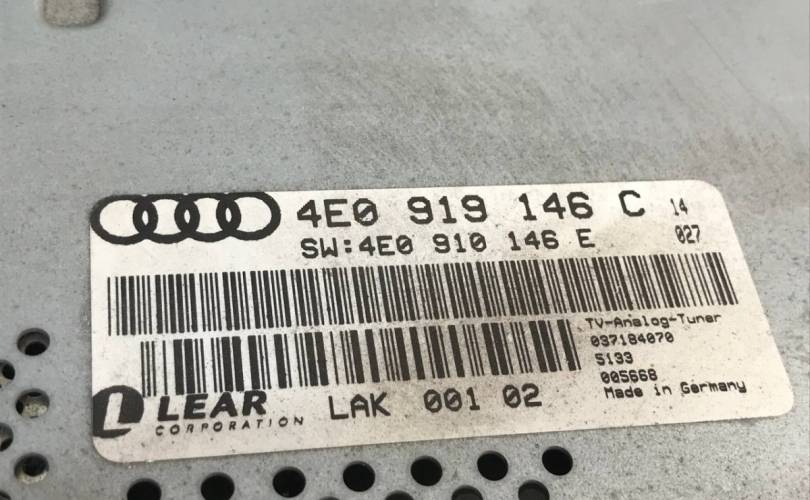 4E0 919 146 C 14
SW:4E0 910 146 E 027
TV-Analog-Tuner
037184070
5133
005668
Made in Germany
LEAR
CORPORATION
LAK 001 02